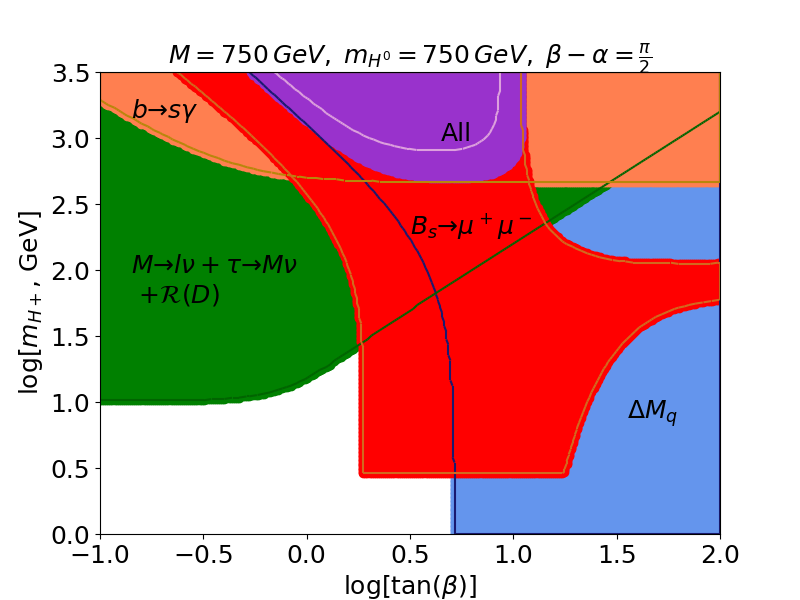 M = 750 GeV, m_{H^0} = 750 GeV, β − α = π/2
3.5
3.0
2.5
2.0
1.5
1.0
0.5
0.0
log[m_{H+}, GeV]
b→sγ
All
B_s→μ^+ μ^−
M→lν + τ→Mν
+ℛ(D)
ΔM_q
−1.0 −0.5 0.0 0.5 1.0 1.5 2.0
log[tan(β)]